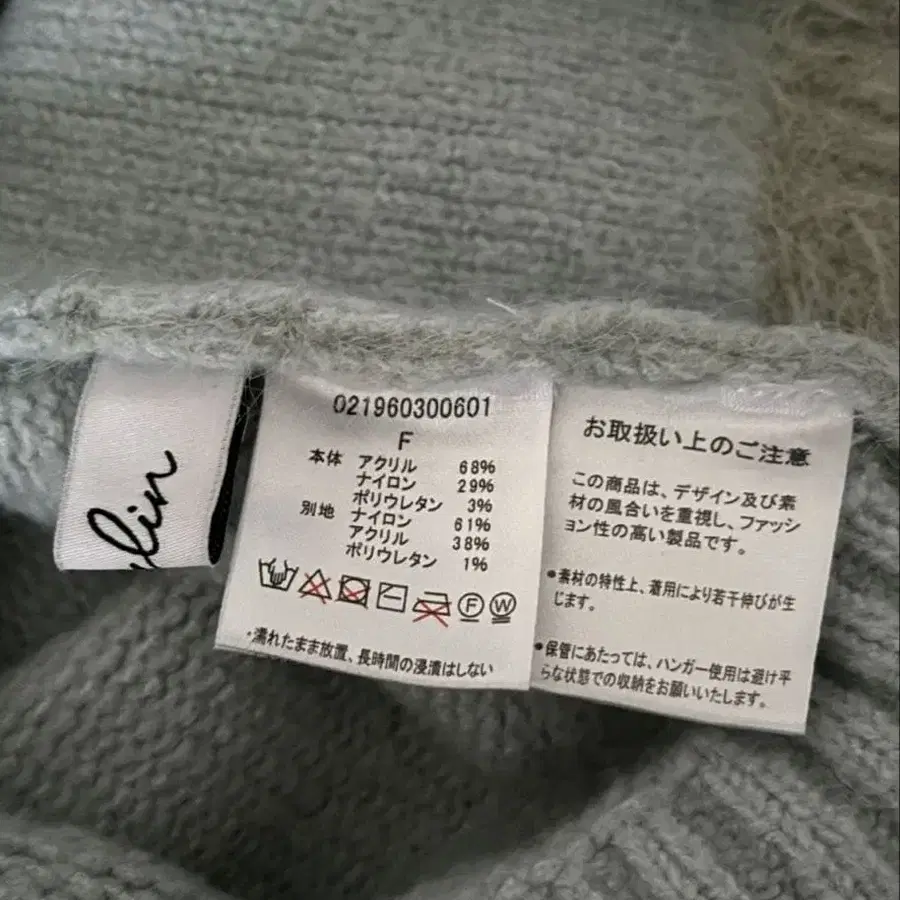 lin
021960300601
F
本体 アクリル 68%
ナイロン 29%
ポリウレタン 3%
別地 ナイロン 61%
アクリル 38%
ポリウレタン 1%
F W
*濡れたまま放置、長時間の浸漬はしない
お取扱い上のご注意
この商品は、デザイン及び素
材の風合いを重視し、ファッシ
ョン性の高い製品です。
•素材の特性上、着用により若干伸びが生
じます。
•保管にあたっては、ハンガー使用は避け平
らな状態での収納をお願いいたします。